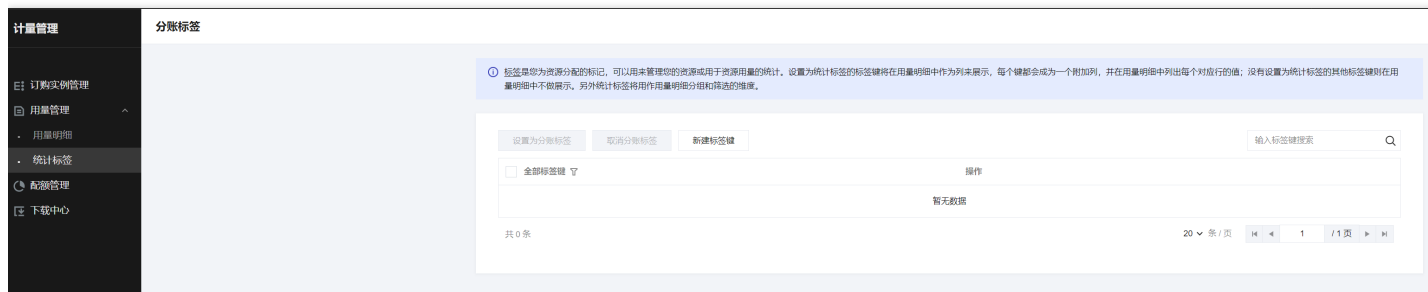 计量管理
分账标签
订购实例管理
用量管理
用量明细
统计标签
配额管理
下载中心
标签是您为资源分配的标记，可以用来管理您的资源或用于资源用量的统计。设置为统计标签的标签键将在用量明细中作为列来展示，每个键都会成为一个附加列，并在用量明细中列出每个对应行的值；没有设置为统计标签的其他标签键则在用
量明细中不做展示。另外统计标签将用作用量明细分组和筛选的维度。
设置为分账标签 取消分账标签 新建标签键 输入标签键搜索
全部标签键 操作
暂无数据
共 0 条 20 条 / 页 1 / 1 页